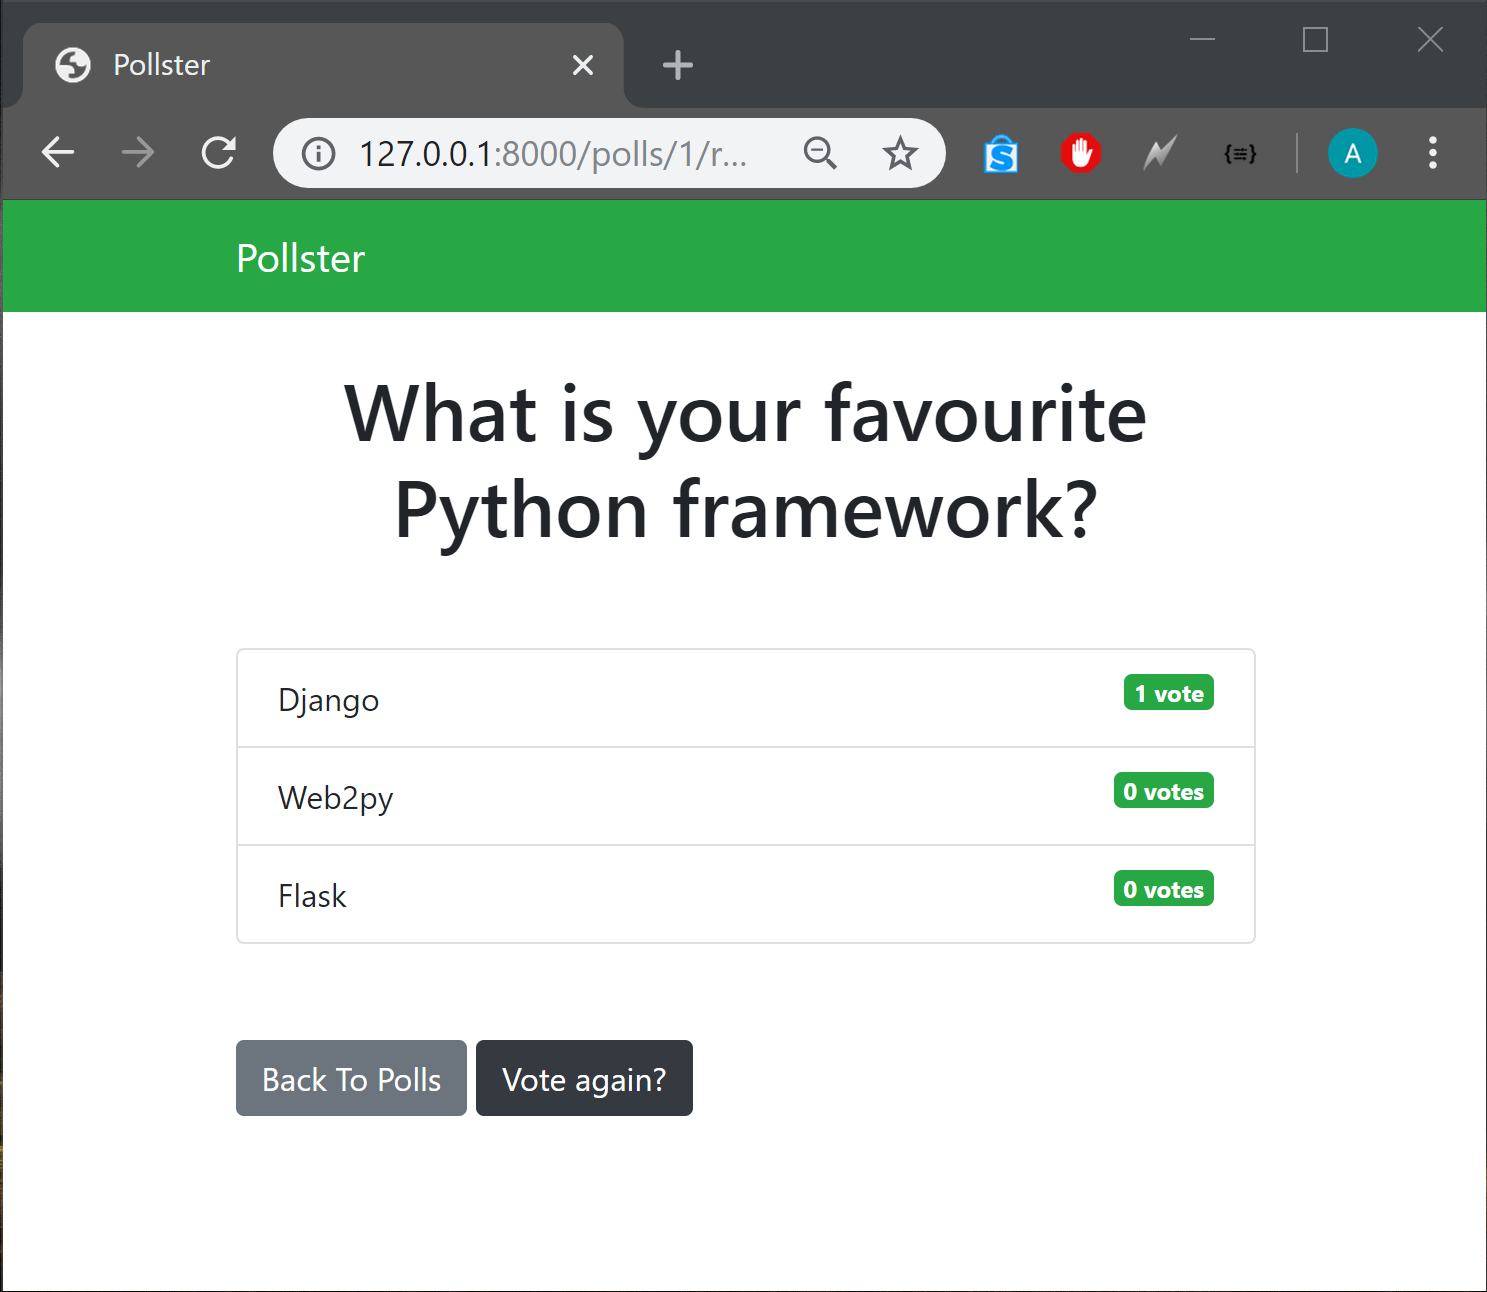 Pollster
127.0.0.1:8000/polls/1/r...
S
{≡}
A
Pollster
What is your favourite
Python framework?
Django
1 vote
Web2py
0 votes
Flask
0 votes
Back To Polls
Vote again?